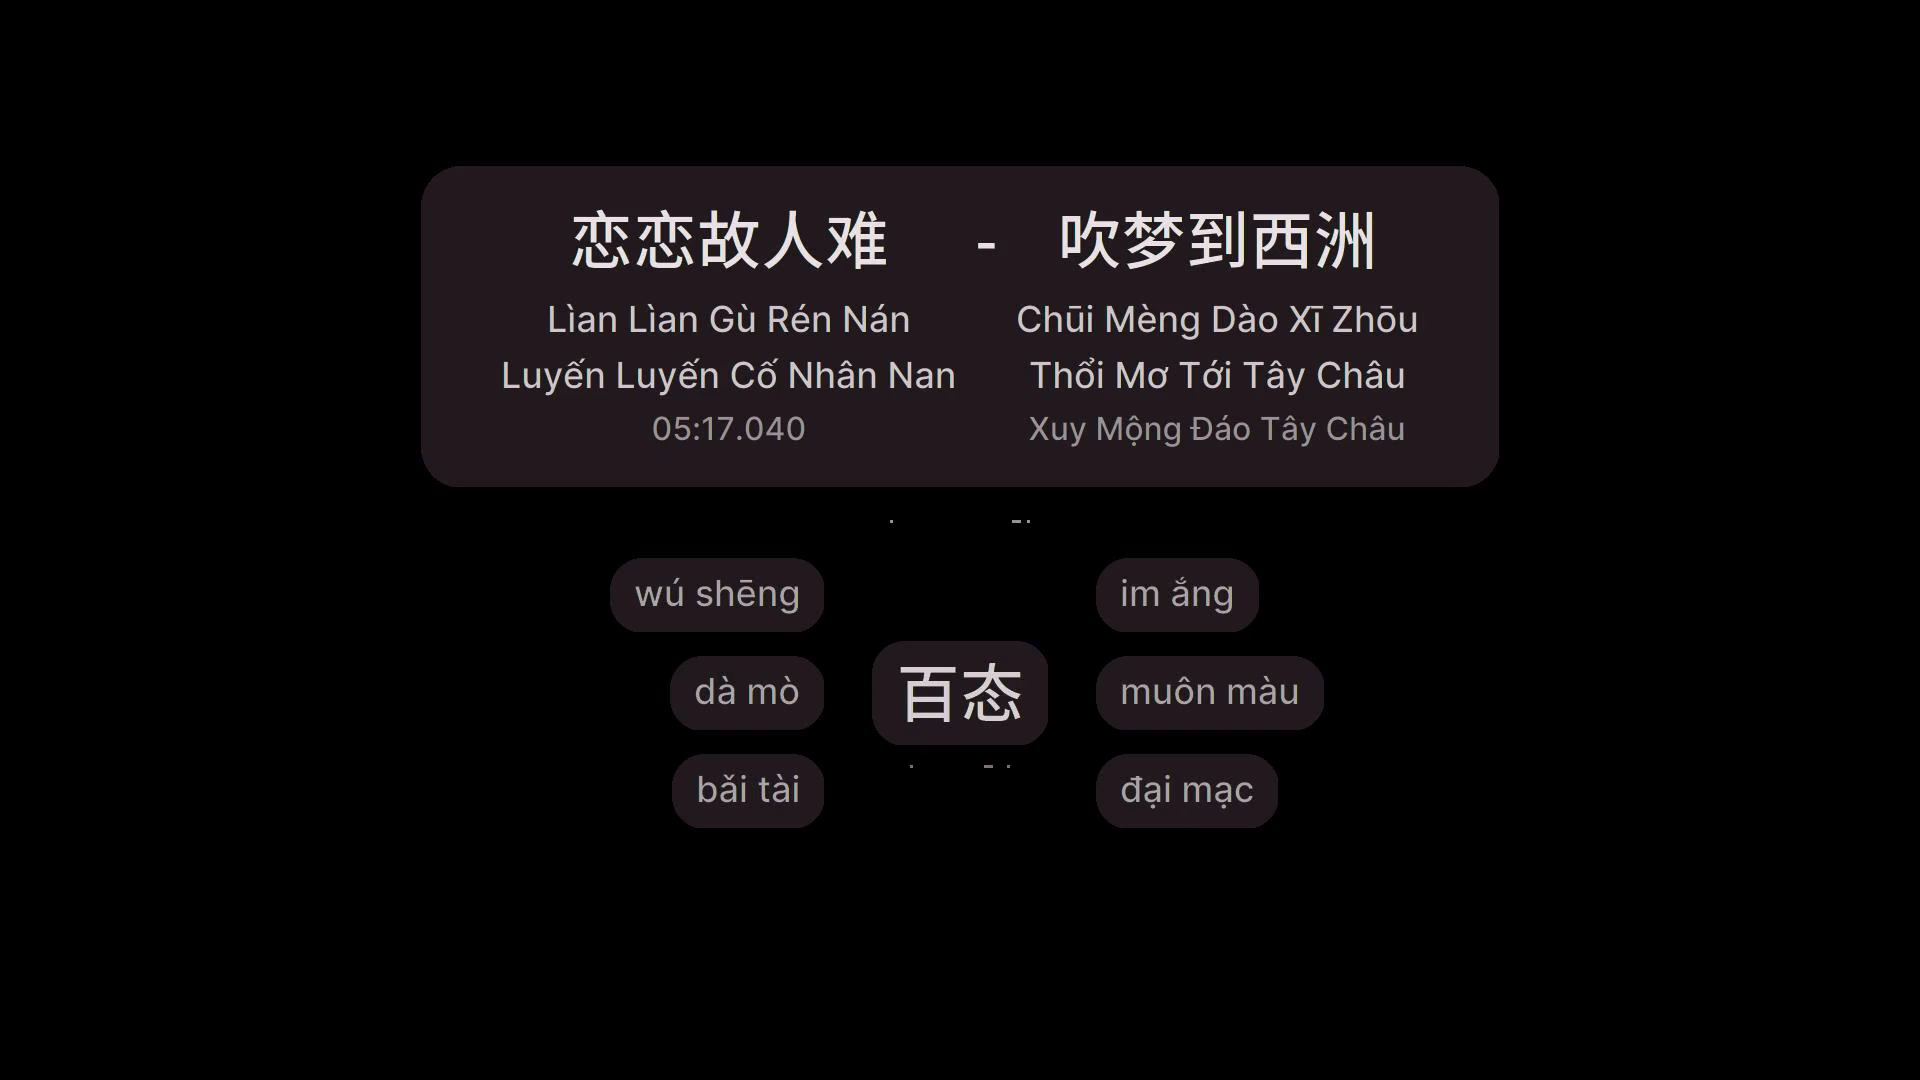 恋恋故人难 - 吹梦到西洲
Lìan Lìan Gù Rén Nán
Chūi Mèng Dào Xī Zhōu
Luyến Luyến Cố Nhân Nan
Thổi Mơ Tới Tây Châu
05:17.040
Xuy Mộng Đáo Tây Châu
wú shēng
im ắng
dà mò
百态
muôn màu
bǎi tài
đại mạc